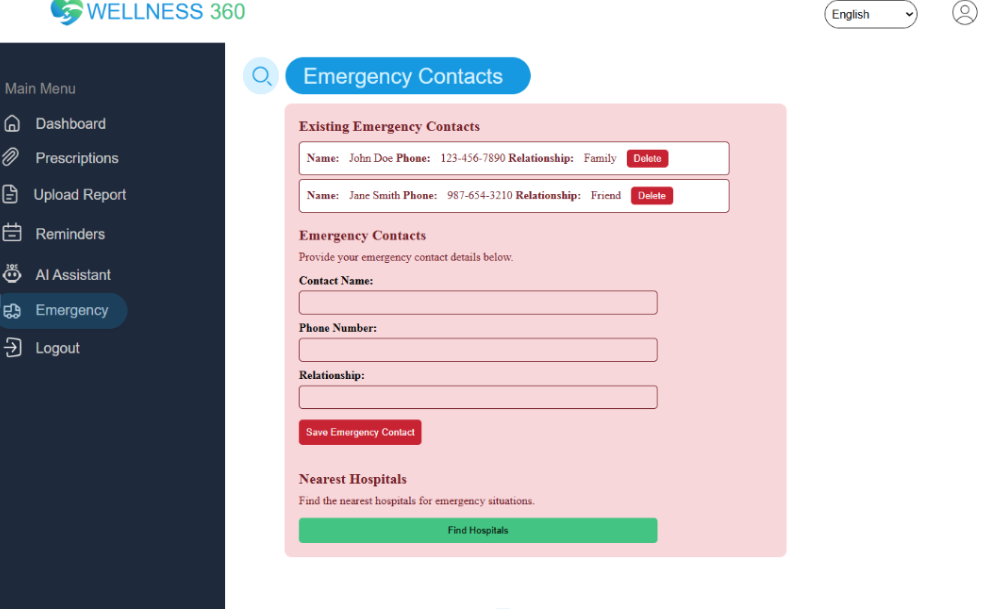 WELLNESS 360
English
Main Menu
Dashboard
Prescriptions
Upload Report
Reminders
AI Assistant
Emergency
Logout
Emergency Contacts
Existing Emergency Contacts
Name: John Doe Phone: 123-456-7890 Relationship: Family Delete
Name: Jane Smith Phone: 987-654-3210 Relationship: Friend Delete
Emergency Contacts
Provide your emergency contact details below.
Contact Name:
Phone Number:
Relationship:
Save Emergency Contact
Nearest Hospitals
Find the nearest hospitals for emergency situations.
Find Hospitals